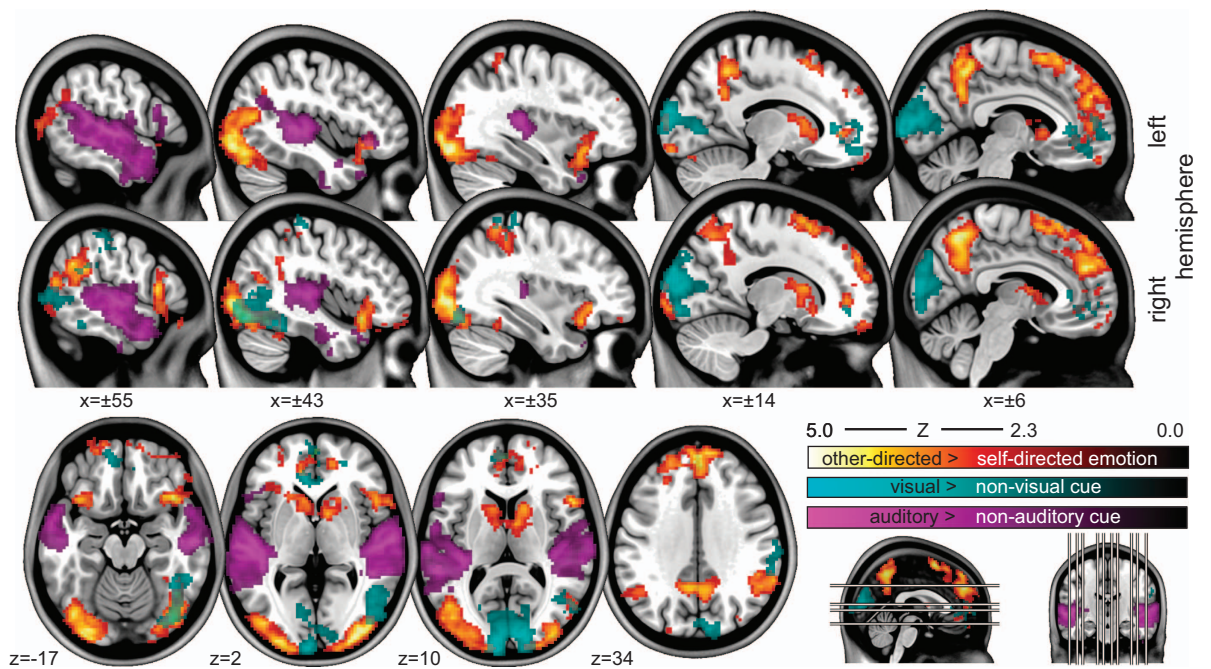 left
right
hemisphere
x=±55
x=±43
x=±35
x=±14
x=±6
5.0 Z 2.3 0.0
other-directed > self-directed emotion
visual > non-visual cue
auditory > non-auditory cue
z=-17
z=2
z=10
z=34